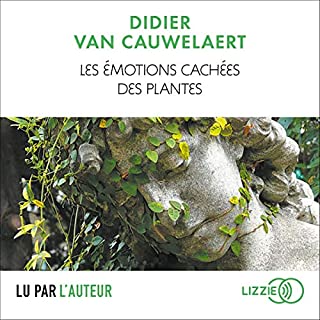 DIDIER
VAN CAUWELAERT
LES ÉMOTIONS CACHÉES
DES PLANTES
LU PAR L'AUTEUR
LIZZIE